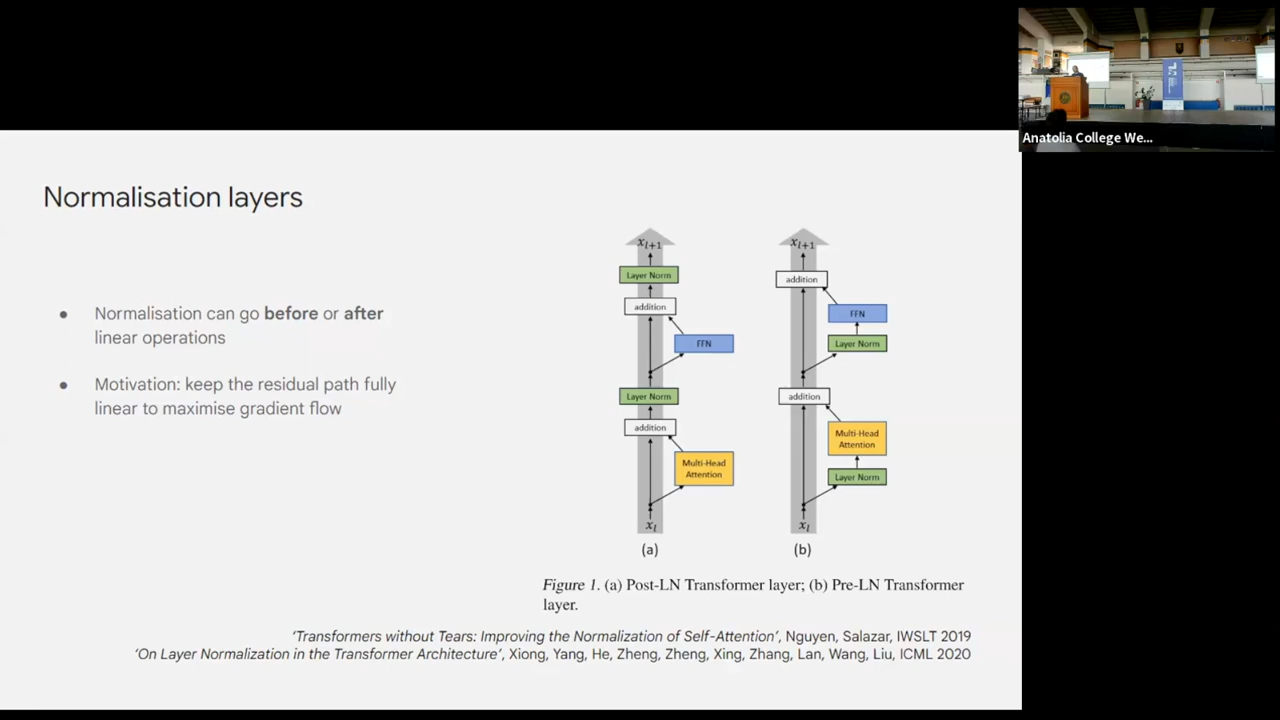 Anatolia College We...
Normalisation layers
● Normalisation can go before or after
linear operations
● Motivation: keep the residual path fully
linear to maximise gradient flow
x_{l+1}
Layer Norm
addition
FFN
Layer Norm
addition
Multi-Head
Attention
x_l
(a)
x_{l+1}
addition
FFN
Layer Norm
addition
Multi-Head
Attention
Layer Norm
x_l
(b)
Figure 1. (a) Post-LN Transformer layer; (b) Pre-LN Transformer
layer.
'Transformers without Tears: Improving the Normalization of Self-Attention', Nguyen, Salazar, IWSLT 2019
'On Layer Normalization in the Transformer Architecture', Xiong, Yang, He, Zheng, Zheng, Xing, Zhang, Lan, Wang, Liu, ICML 2020